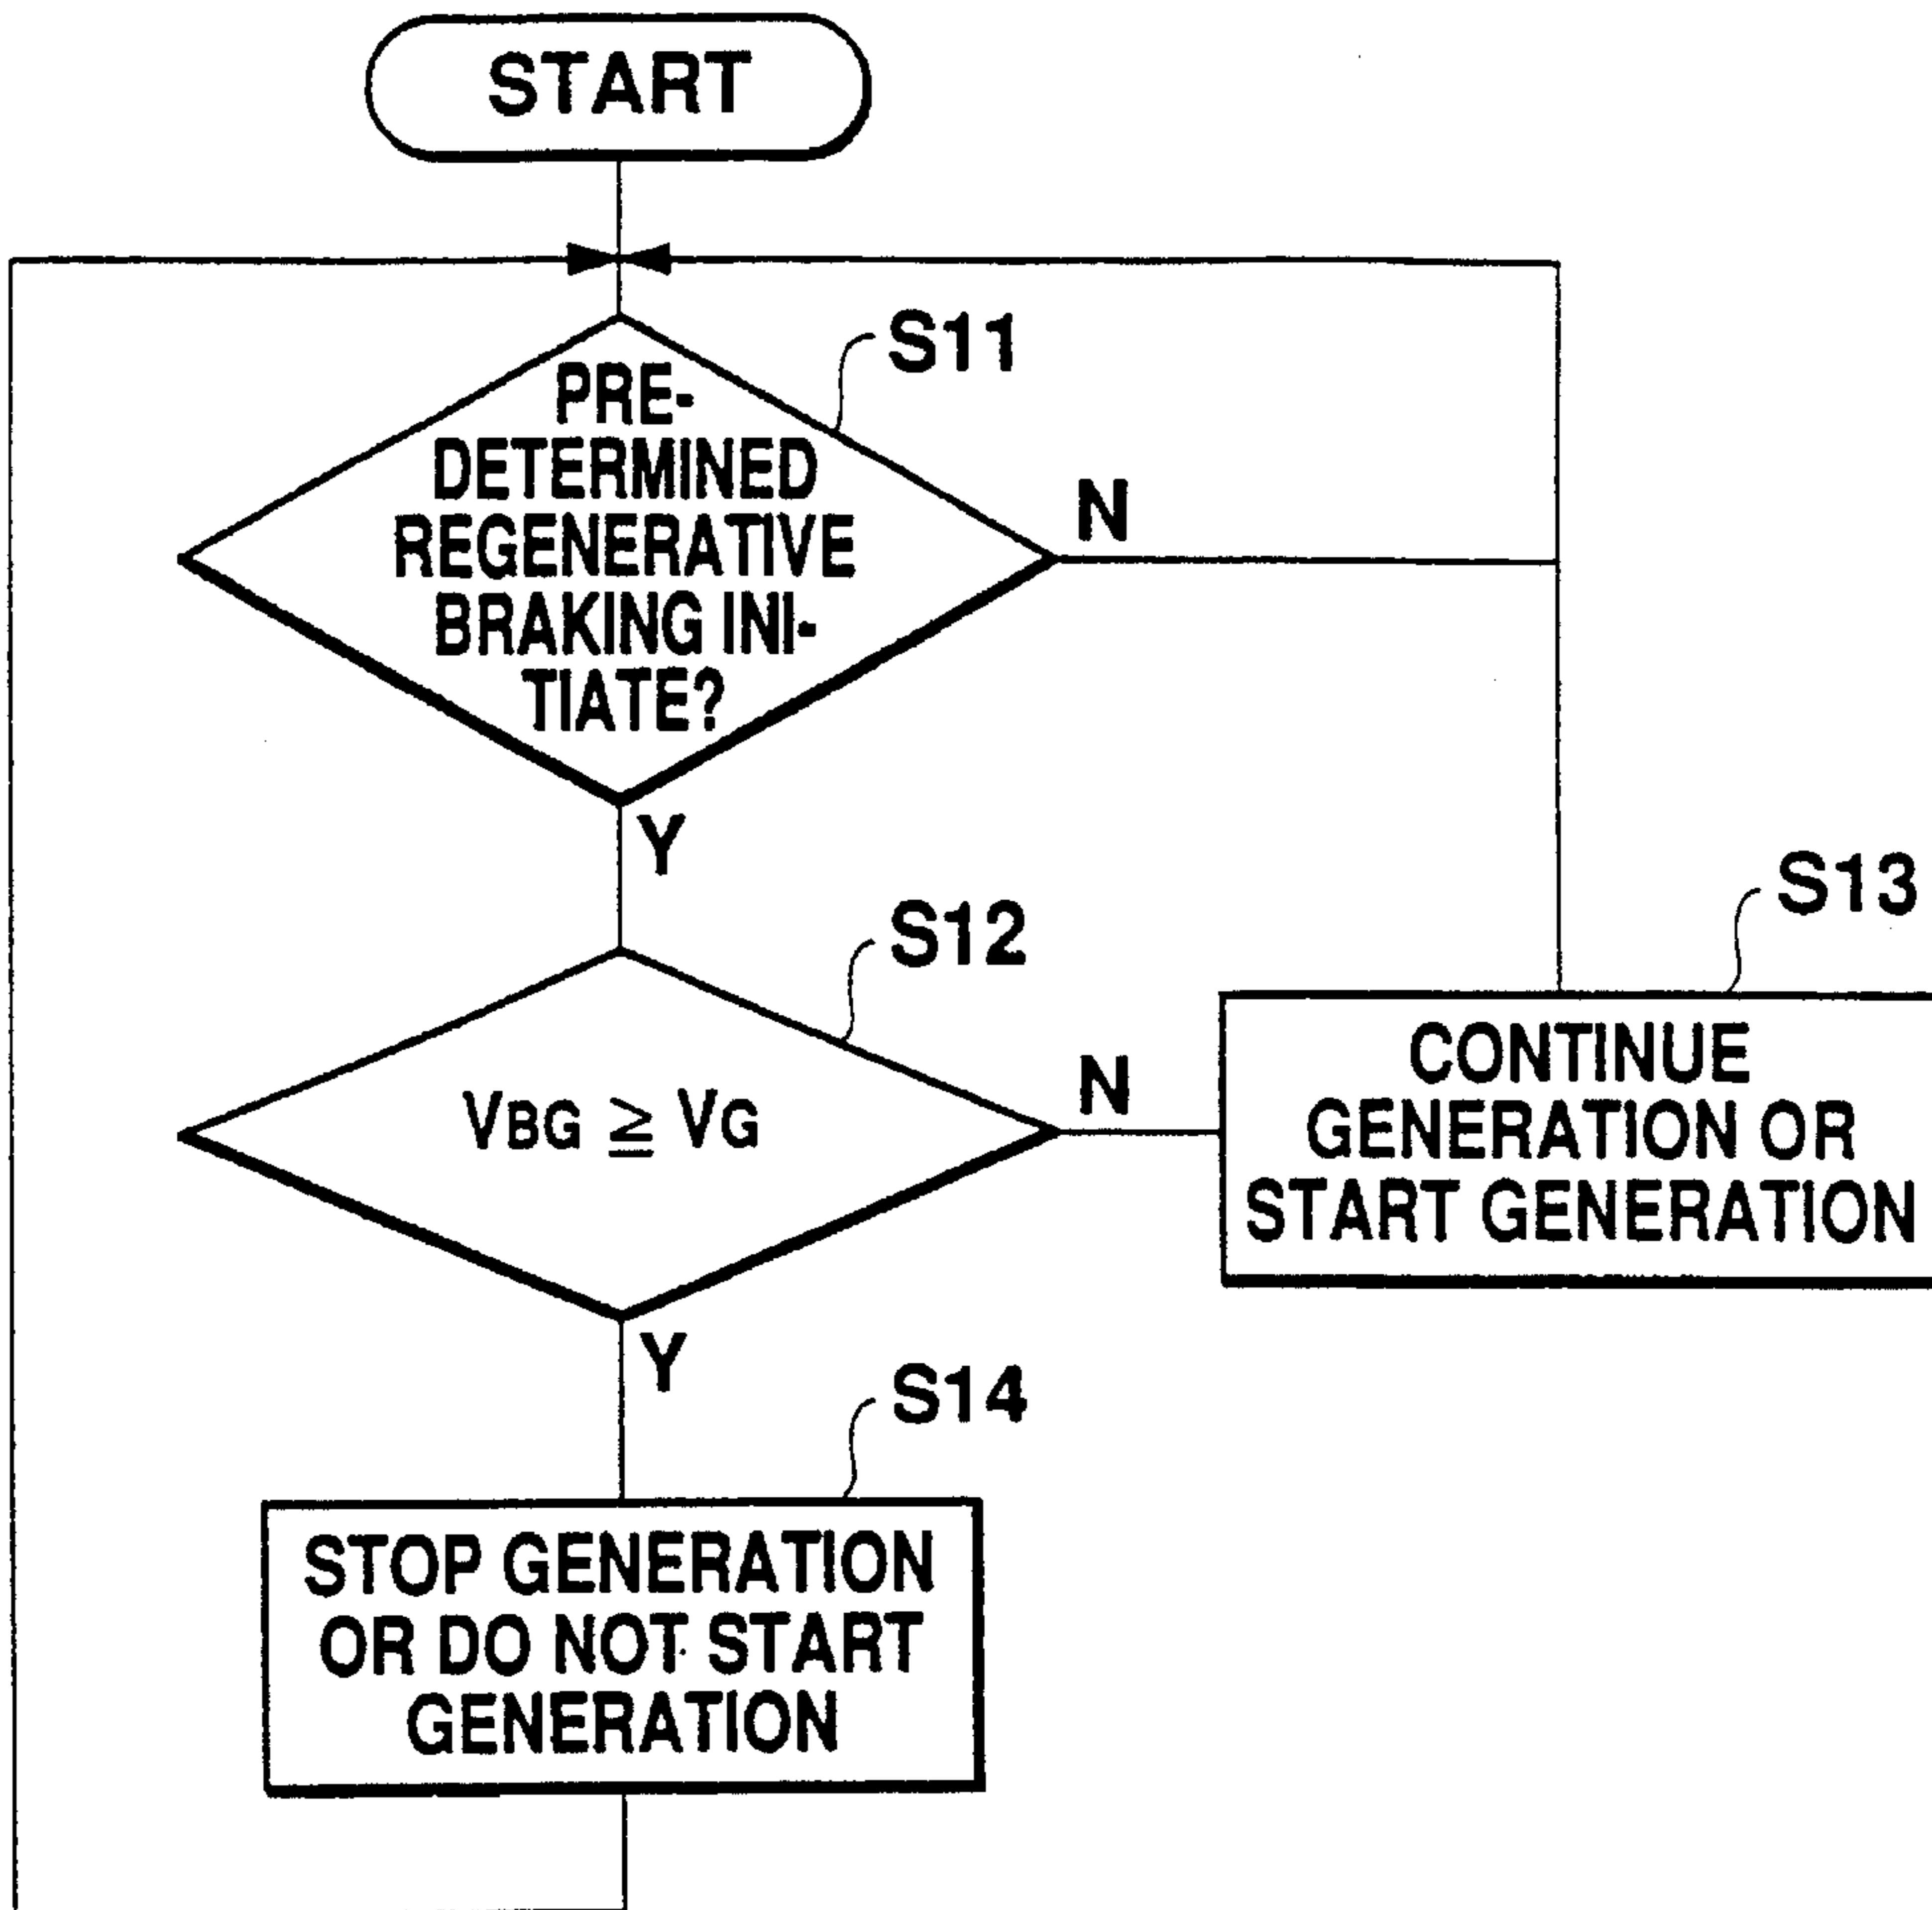 START
S11
PRE-
DETERMINED
REGENERATIVE
BRAKING INI-
TIATE?
N
Y
S12
S13
VBG ≧ VG
N
CONTINUE
GENERATION OR
START GENERATION
Y
S14
STOP GENERATION
OR DO NOT START
GENERATION